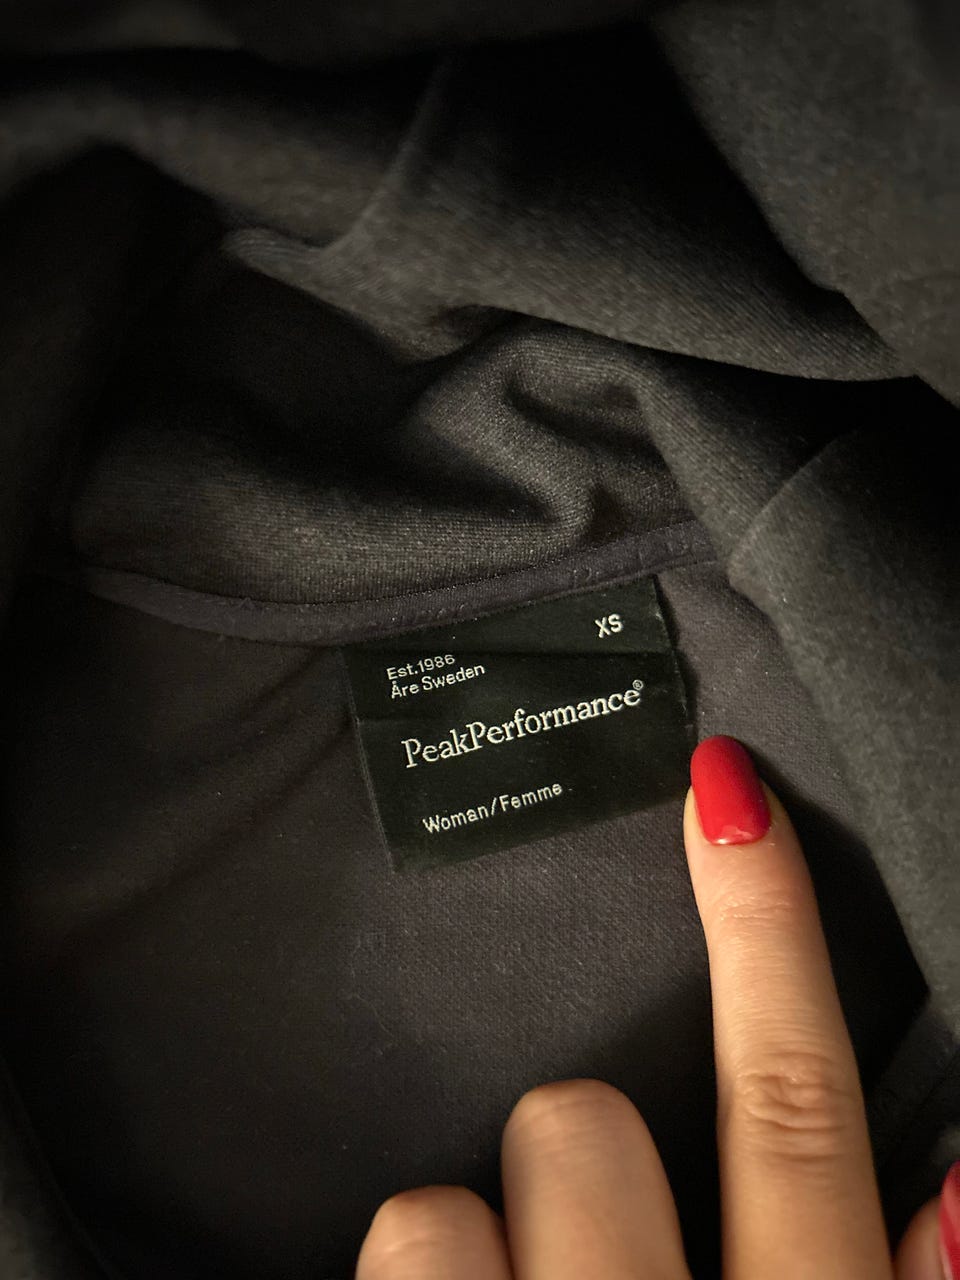 XS
Est.1986
Åre Sweden
PeakPerformance®
Woman/Femme